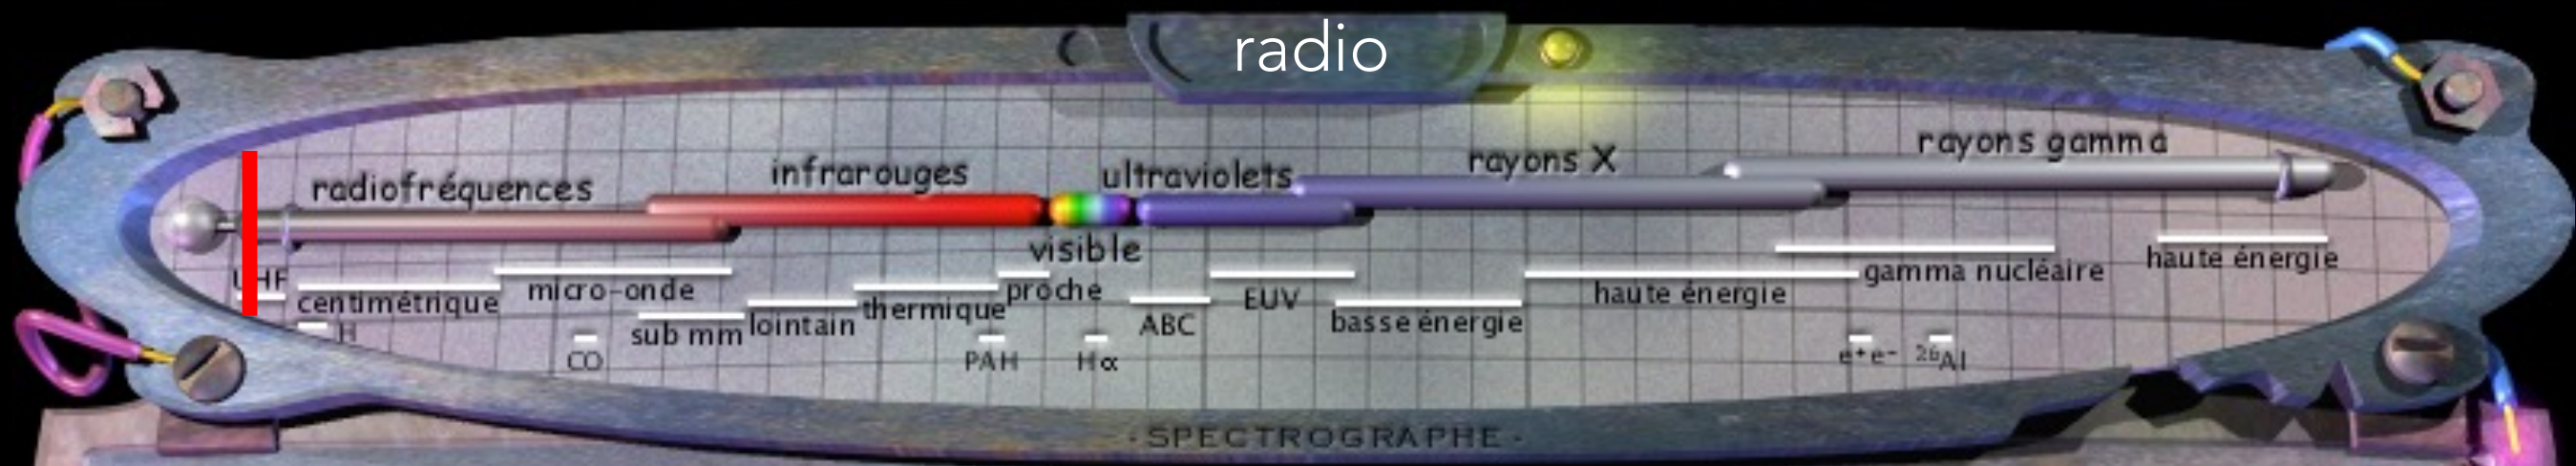 radio
radiofréquences
infrarouges
ultraviolets
rayons X
rayons gamma
visible
UHF
centimétrique
micro-onde
sub mm
lointain
thermique
proche
ABC
EUV
basse énergie
haute énergie
gamma nucléaire
haute énergie
H
CO
PAH
Hα
e⁺e⁻
²⁶Al
· SPECTROGRAPHE ·